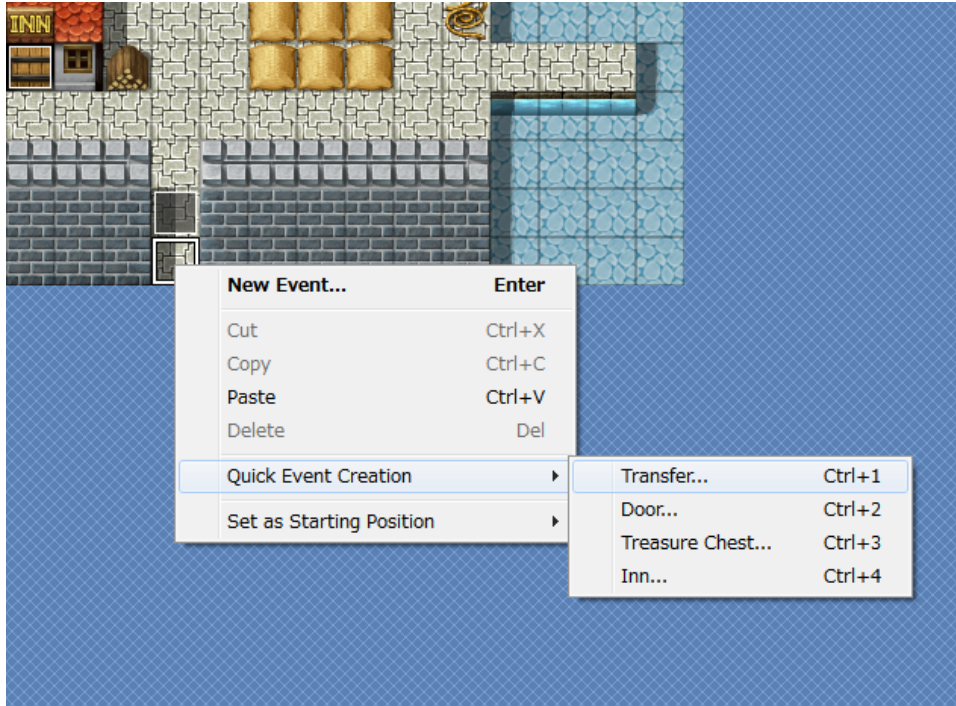 INN
New Event... Enter
Cut Ctrl+X
Copy Ctrl+C
Paste Ctrl+V
Delete Del
Quick Event Creation
Set as Starting Position
Transfer... Ctrl+1
Door... Ctrl+2
Treasure Chest... Ctrl+3
Inn... Ctrl+4